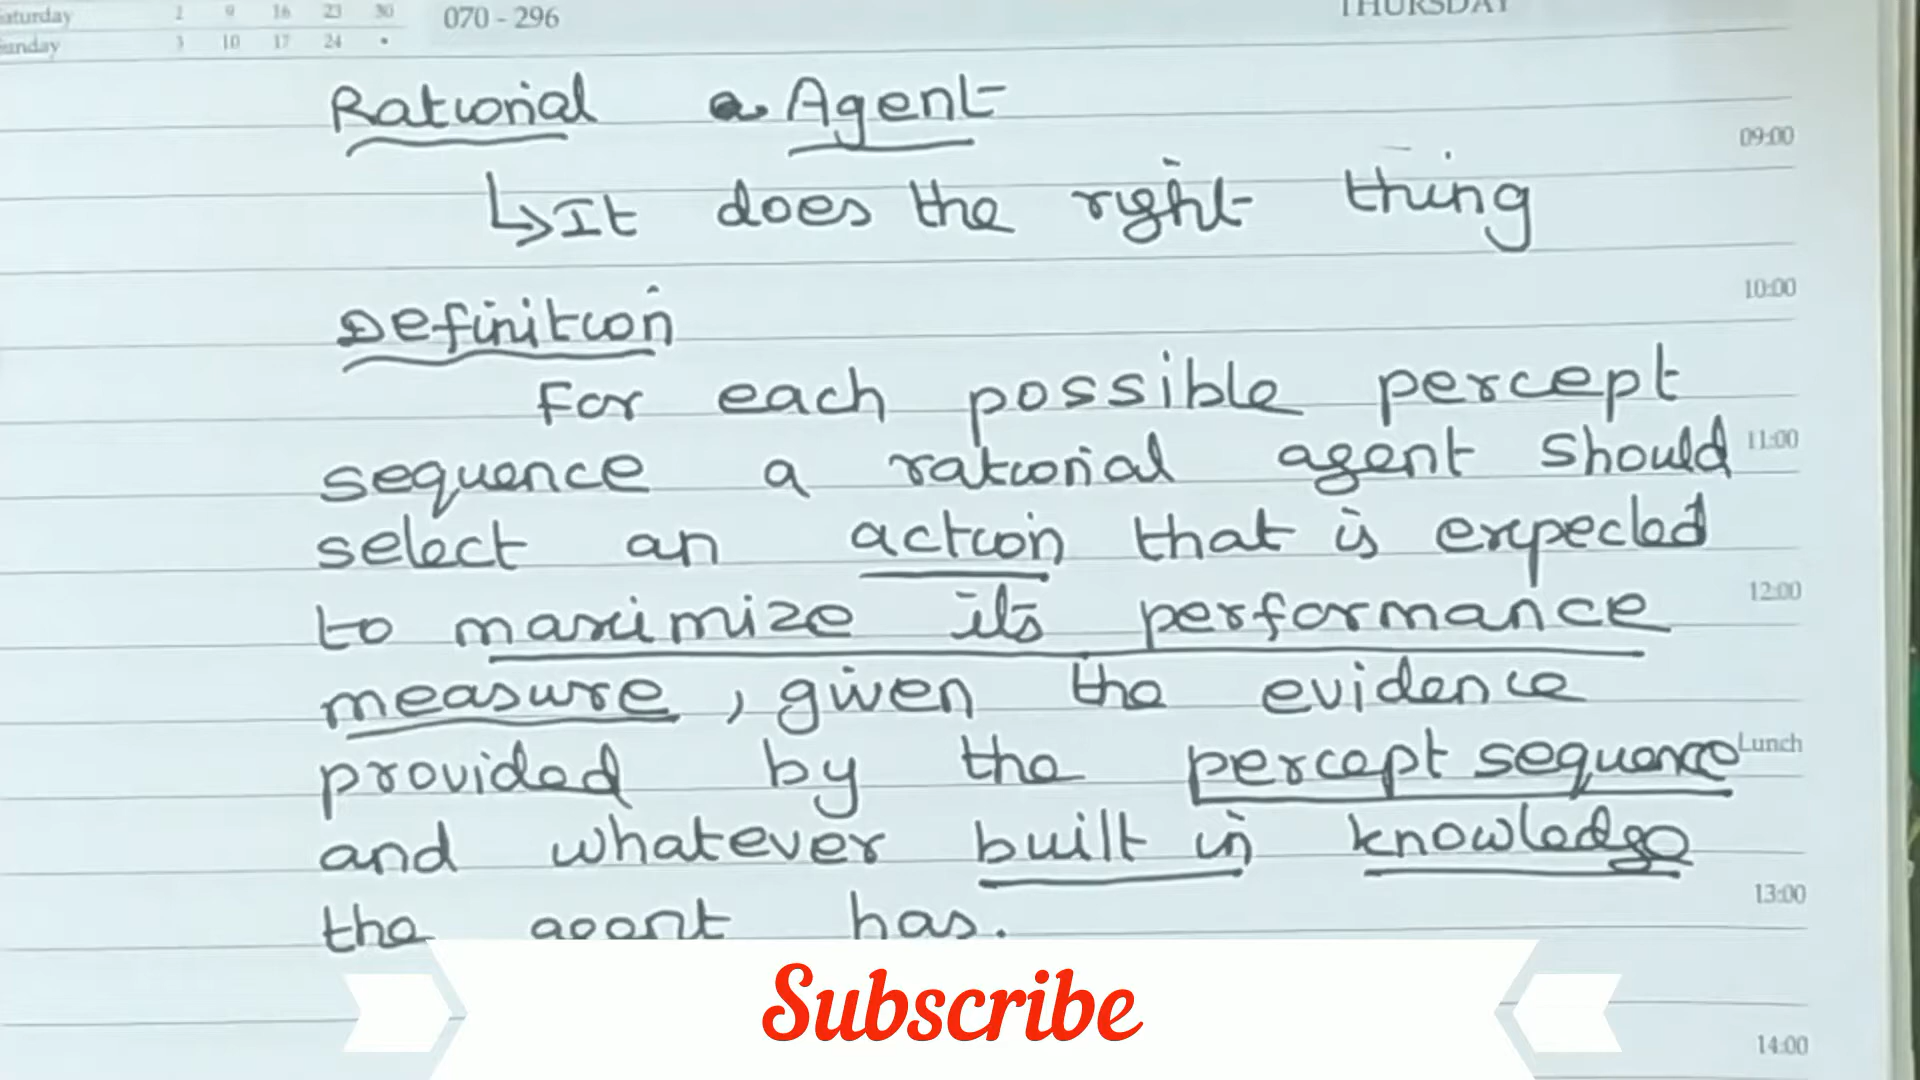 Saturday 2 9 16 23 30
Sunday 3 10 17 24
070 - 296
THURSDAY
Rational Agent
09:00
↳ It does the right thing
10:00
Definition
For each possible percept
sequence a rational agent should
11:00
select an action that is expected
to maximize its performance
12:00
measure, given the evidence
provided by the percept sequence
Lunch
and whatever built in knowledge
13:00
the agent has.
Subscribe
14:00